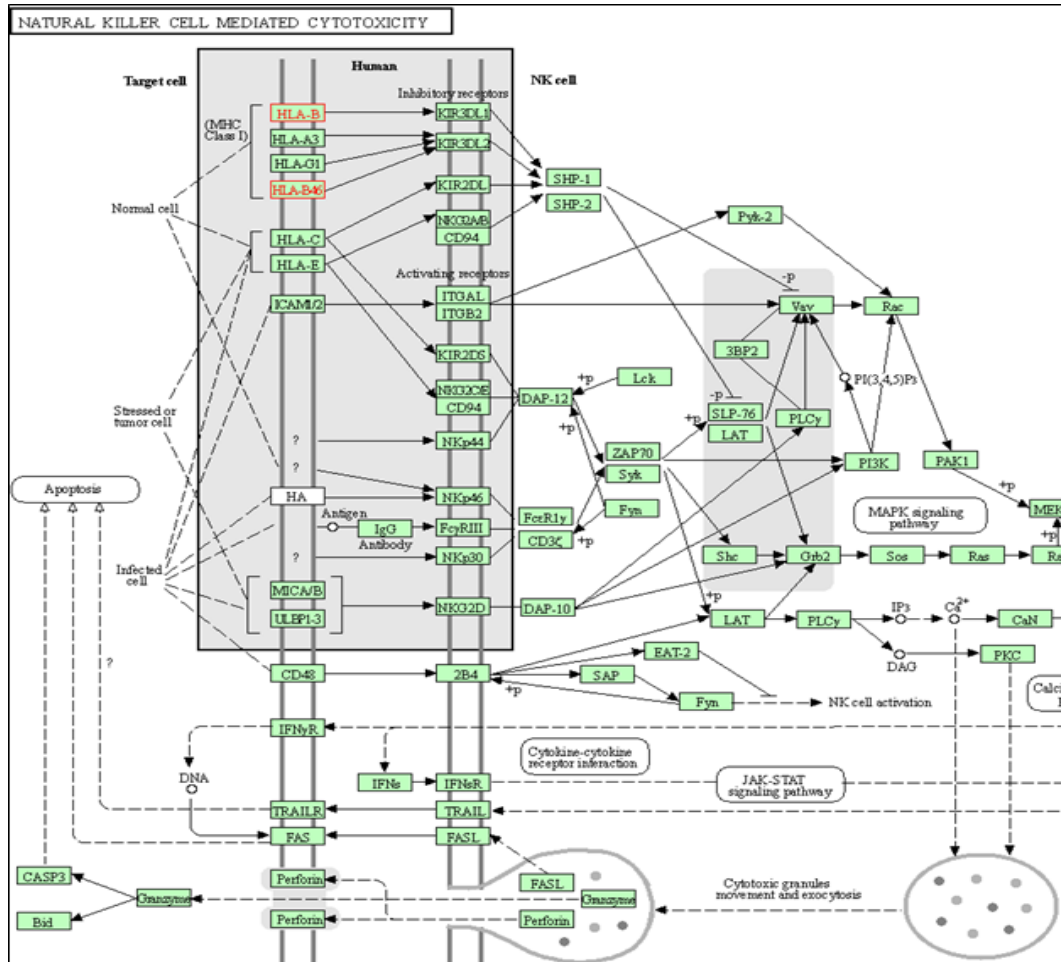 NATURAL KILLER CELL MEDIATED CYTOTOXICITY
Target cell
Human
NK cell
Inhibitory receptors
(MHC
Class I)
HLA-B
KIR3DL1
HLA-A3
KIR3DL2
HLA-G1
HLA-B46
KIR2DL
SHP-1
SHP-2
Normal cell
NKG2A/B
CD94
Pyk-2
HLA-C
HLA-E
Activating receptors
ICAM1/2
ITGAL
ITGB2
-p
Vav
Rac
3BP2
KIR2DS
PI(3,4,5)P3
NKG2C/E
CD94
DAP-12
+p
Lck
-p
SLP-76
LAT
PLCγ
Stressed or
tumor cell
?
NKp44
+p
+p
ZAP70
Syk
PI3K
PAK1
?
Apoptosis
HA
NKp46
+p
Antigen
IgG
Antibody
FcγRIII
FcεR1γ
CD3ζ
Fyn
+p
MAPK signaling
pathway
MEK
+p
?
NKp30
Shc
Grb2
Sos
Ras
Ra
Infected
cell
MICA/B
ULBP1-3
NKG2D
DAP-10
+p
LAT
PLCγ
IP3
Ca2+
CaN
DAG
PKC
?
CD48
2B4
+p
EAT-2
SAP
Fyn
NK cell activation
Calci
IFNγR
DNA
IFNs
IFNsR
Cytokine-cytokine
receptor interaction
JAK-STAT
signaling pathway
TRAILR
TRAIL
FAS
FASL
CASP3
Bid
Granzyme
Perforin
Perforin
FASL
Granzyme
Perforin
Cytotoxic granules
movement and exocytosis